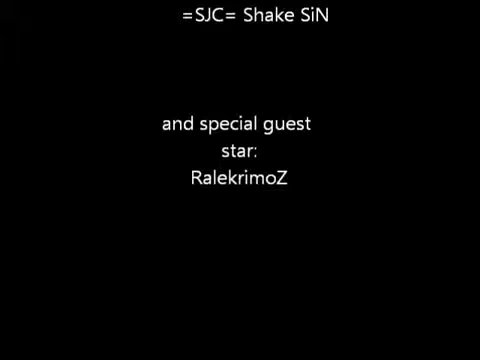 =SJC= Shake SiN
and special guest
star:
RalekrimoZ